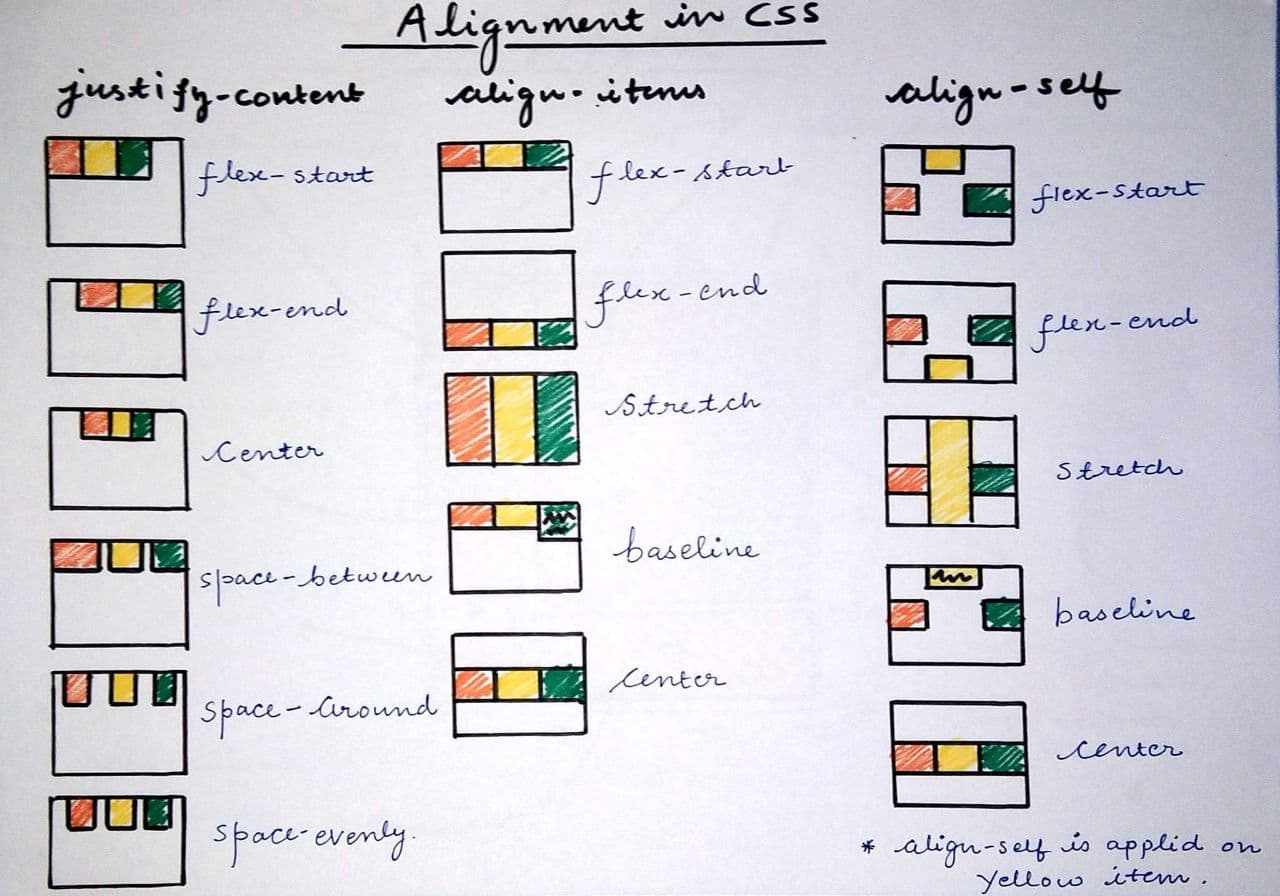 Alignment in CSS
justify-content
flex-start
flex-end
Center
space-between
space-Around
space-evenly.
align-items
flex-start
flex-end
Stretch
baseline
Center
align-self
flex-start
flex-end
stretch
baseline
Center
* align-self is applid on
yellow item.